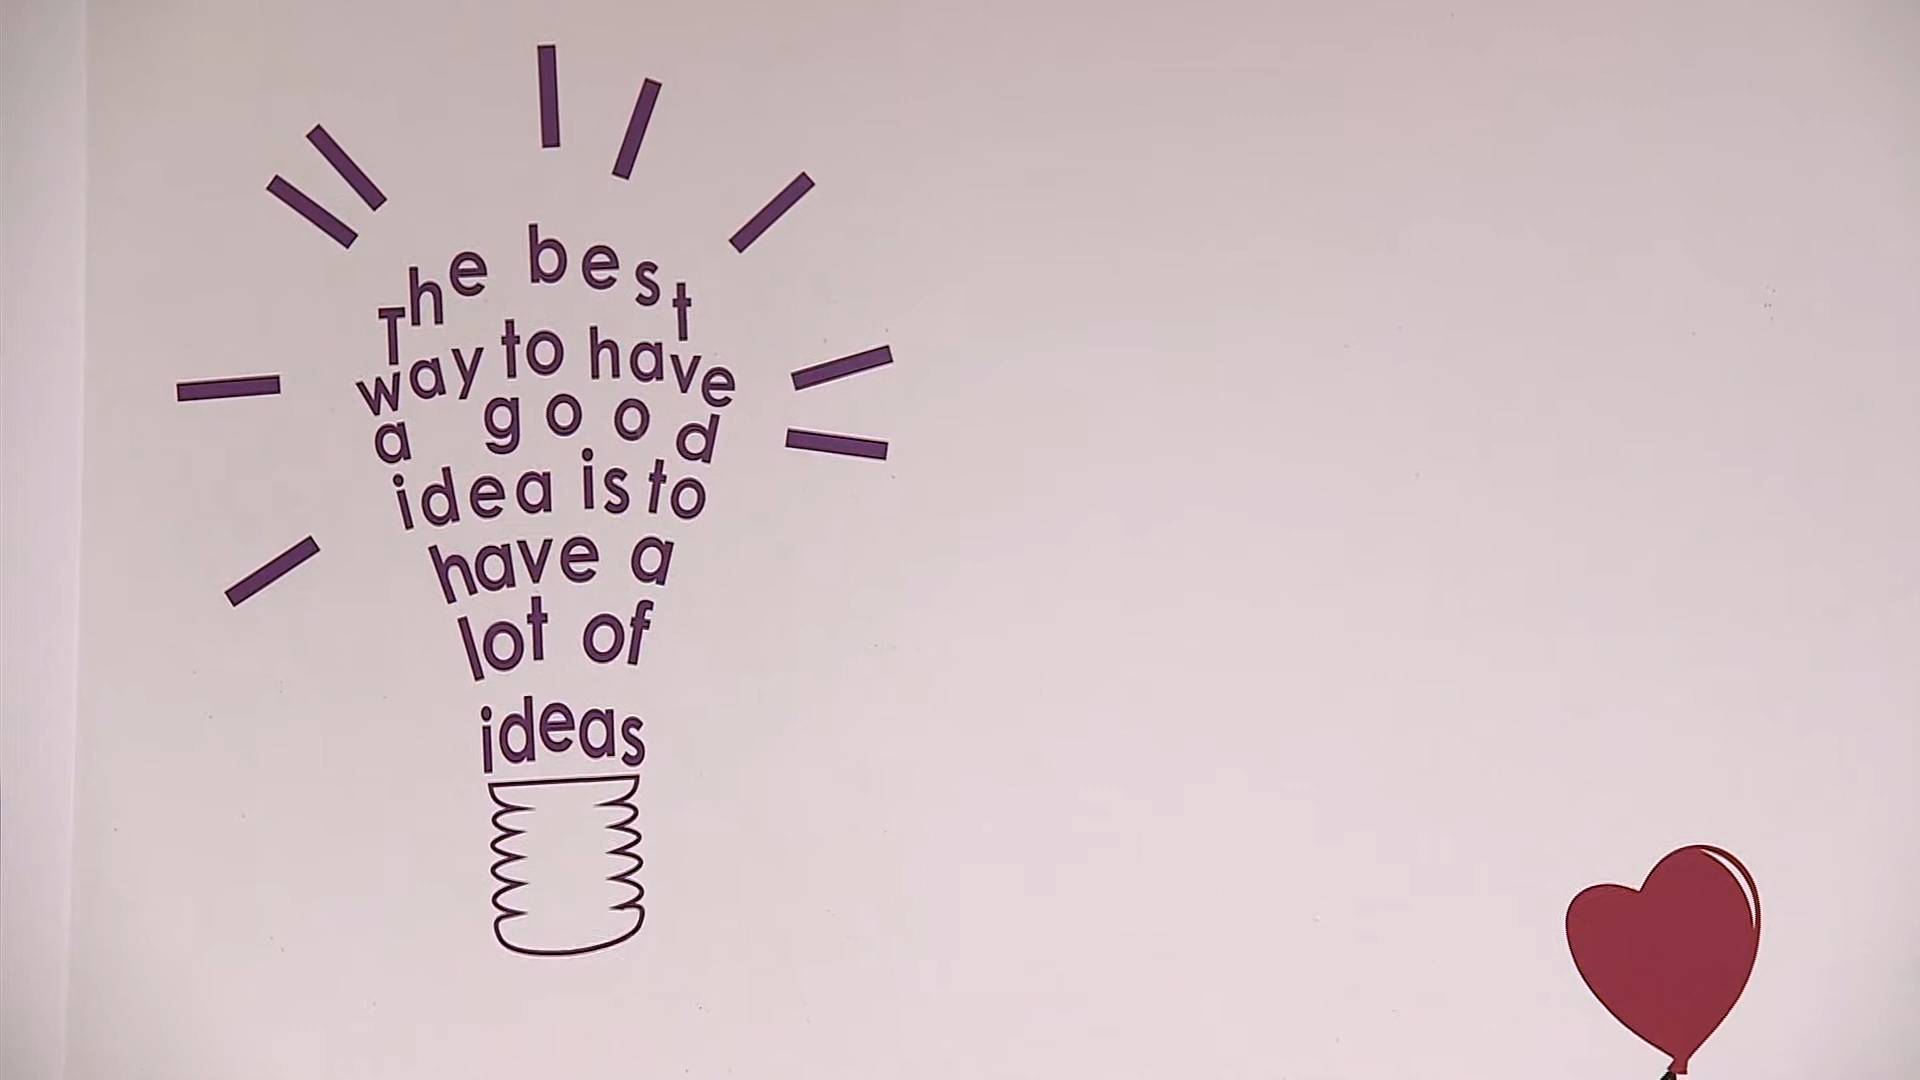 The best
way to have
a good
idea is to
have a
lot of
ideas